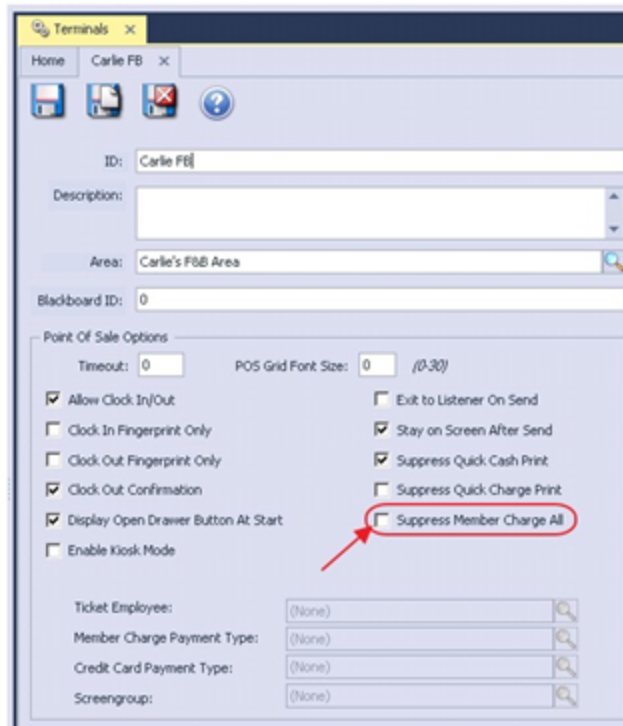 Terminals
Home Carlie FB
ID: Carlie FB
Description:
Area: Carlie's F&B Area
Blackboard ID: 0
Point Of Sale Options
Timeout: 0 POS Grid Font Size: 0 (0-30)
Allow Clock In/Out Exit to Listener On Send
Clock In Fingerprint Only Stay on Screen After Send
Clock Out Fingerprint Only Suppress Quick Cash Print
Clock Out Confirmation Suppress Quick Charge Print
Display Open Drawer Button At Start Suppress Member Charge All
Enable Kiosk Mode
Ticket Employee: (None)
Member Charge Payment Type: (None)
Credit Card Payment Type: (None)
Screengroup: (None)